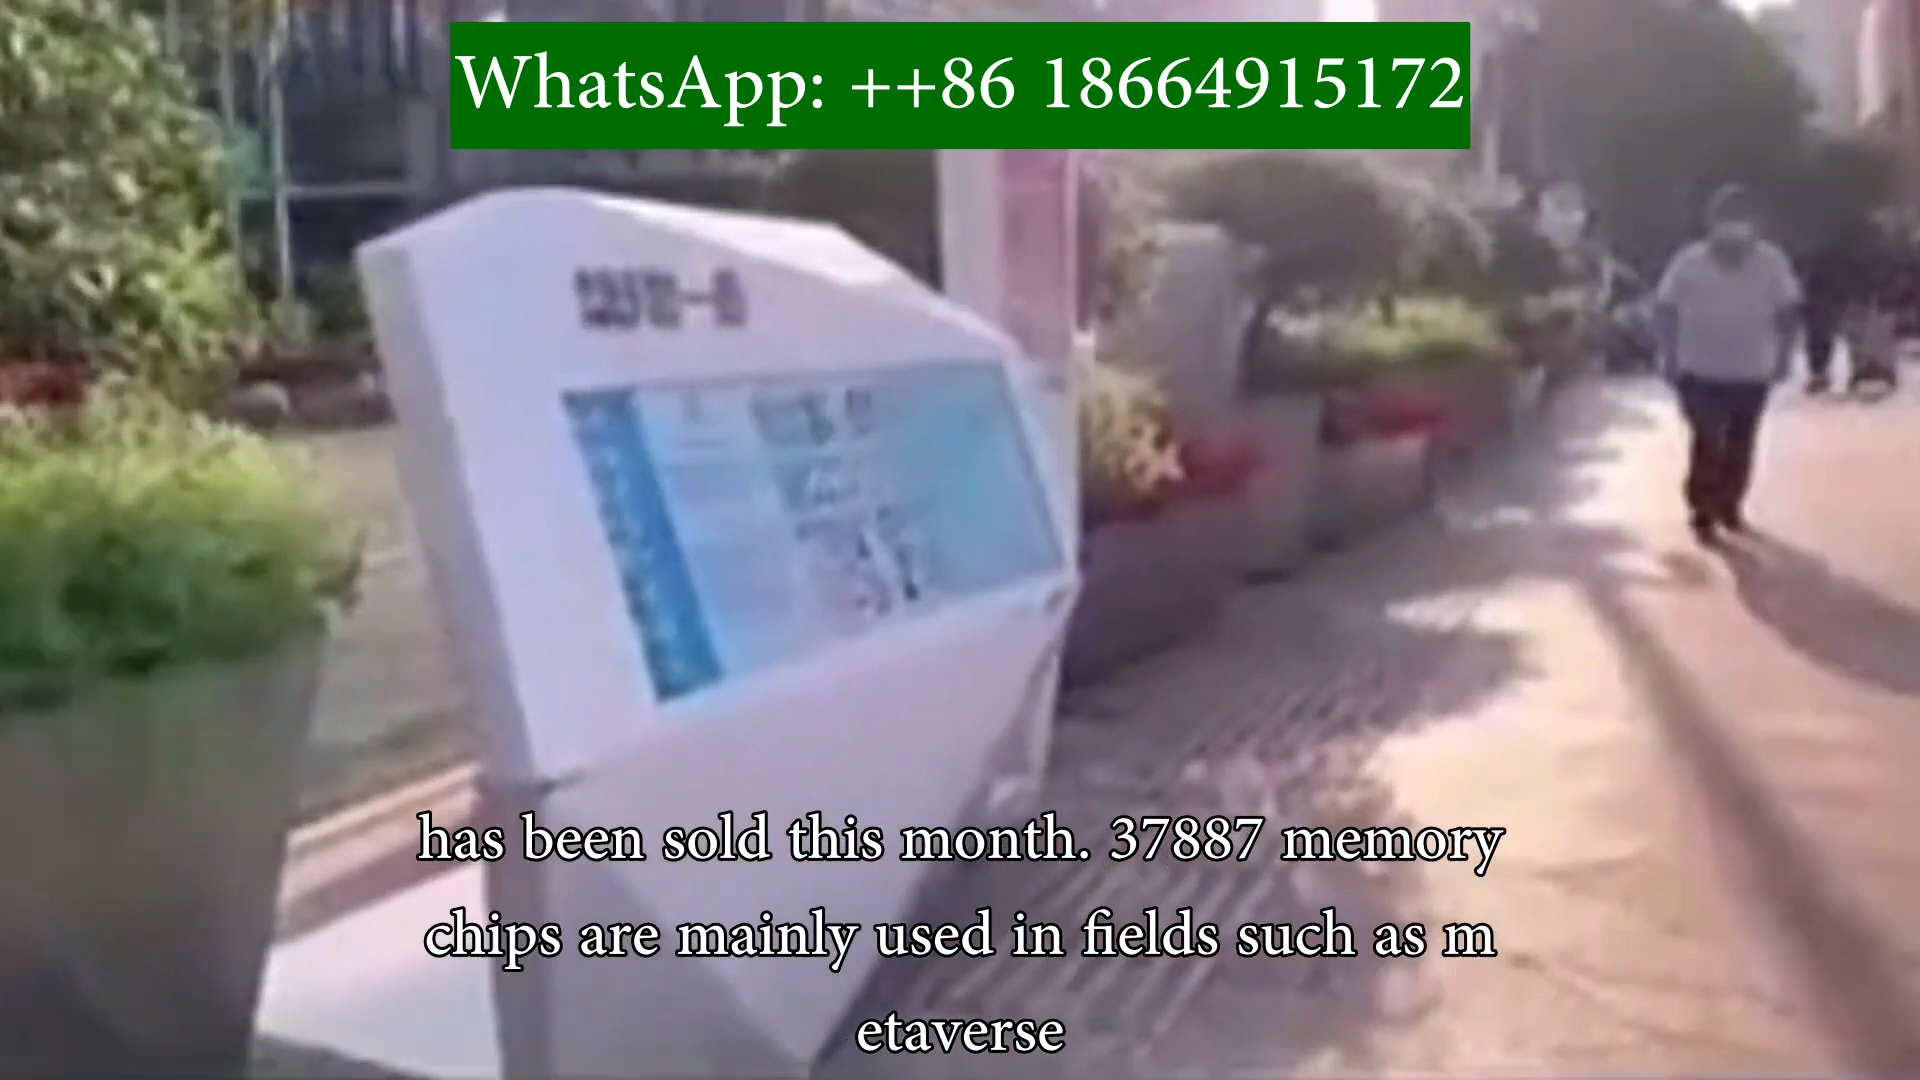 WhatsApp: ++86 18664915172
has been sold this month. 37887 memory
chips are mainly used in fields such as m
etaverse